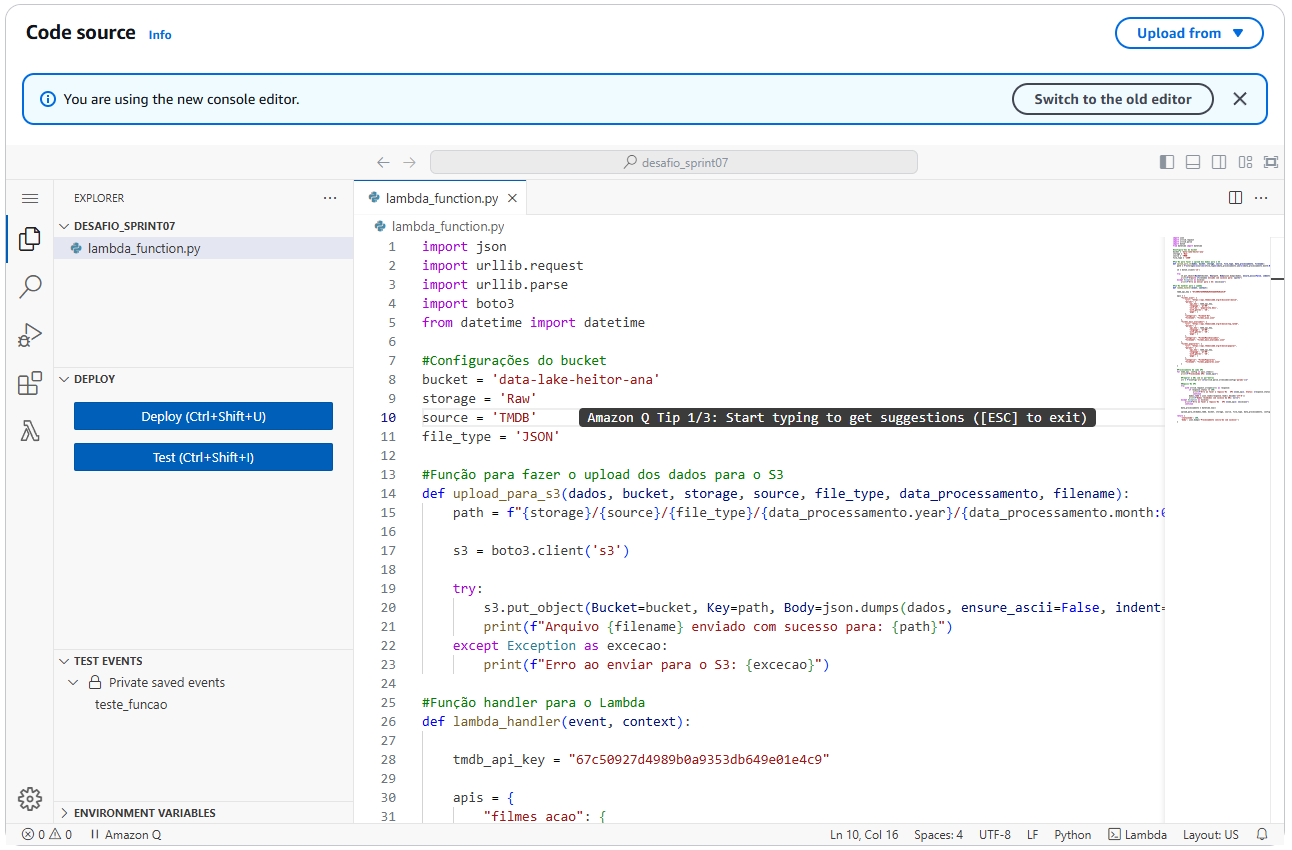 Code source Info
Upload from
You are using the new console editor.
Switch to the old editor
desafio_sprint07
EXPLORER
DESAFIO_SPRINT07
lambda_function.py
DEPLOY
Deploy (Ctrl+Shift+U)
Test (Ctrl+Shift+I)
TEST EVENTS
Private saved events
teste_funcao
ENVIRONMENT VARIABLES
lambda_function.py
lambda_function.py
1 import json
2 import urllib.request
3 import urllib.parse
4 import boto3
5 from datetime import datetime
6
7 #Configurações do bucket
8 bucket = 'data-lake-heitor-ana'
9 storage = 'Raw'
10 source = 'TMDB' Amazon Q Tip 1/3: Start typing to get suggestions ([ESC] to exit)
11 file_type = 'JSON'
12
13 #Função para fazer o upload dos dados para o S3
14 def upload_para_s3(dados, bucket, storage, source, file_type, data_processamento, filename):
15 path = f"{storage}/{source}/{file_type}/{data_processamento.year}/{data_processamento.month:0
16
17 s3 = boto3.client('s3')
18
19 try:
20 s3.put_object(Bucket=bucket, Key=path, Body=json.dumps(dados, ensure_ascii=False, indent=
21 print(f"Arquivo {filename} enviado com sucesso para: {path}")
22 except Exception as excecao:
23 print(f"Erro ao enviar para o S3: {excecao}")
24
25 #Função handler para o Lambda
26 def lambda_handler(event, context):
27
28 tmdb_api_key = "67c50927d4989b0a9353db649e01e4c9"
29
30 apis = {
31 "filmes_acao": {
0 0 Amazon Q Ln 10, Col 16 Spaces: 4 UTF-8 LF Python Lambda Layout: US